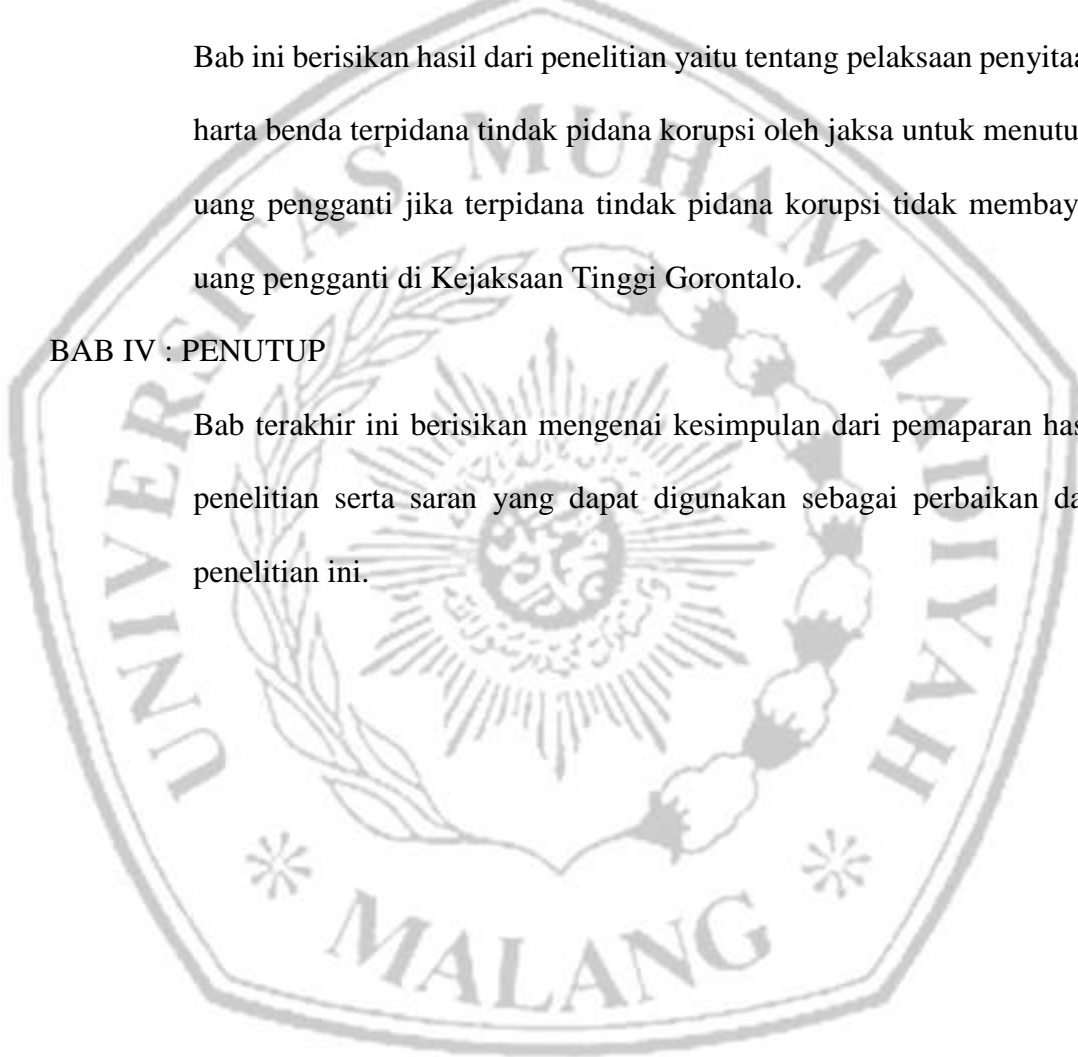 Bab ini berisikan hasil dari penelitian yaitu tentang pelaksaan penyitaa
harta benda terpidana tindak pidana korupsi oleh jaksa untuk menutu
uang pengganti jika terpidana tindak pidana korupsi tidak membay
uang pengganti di Kejaksaan Tinggi Gorontalo.
BAB IV : PENUTUP
Bab terakhir ini berisikan mengenai kesimpulan dari pemaparan has
penelitian serta saran yang dapat digunakan sebagai perbaikan da
penelitian ini.
UNIVERSITAS MUHAMMADIYAH
MALANG